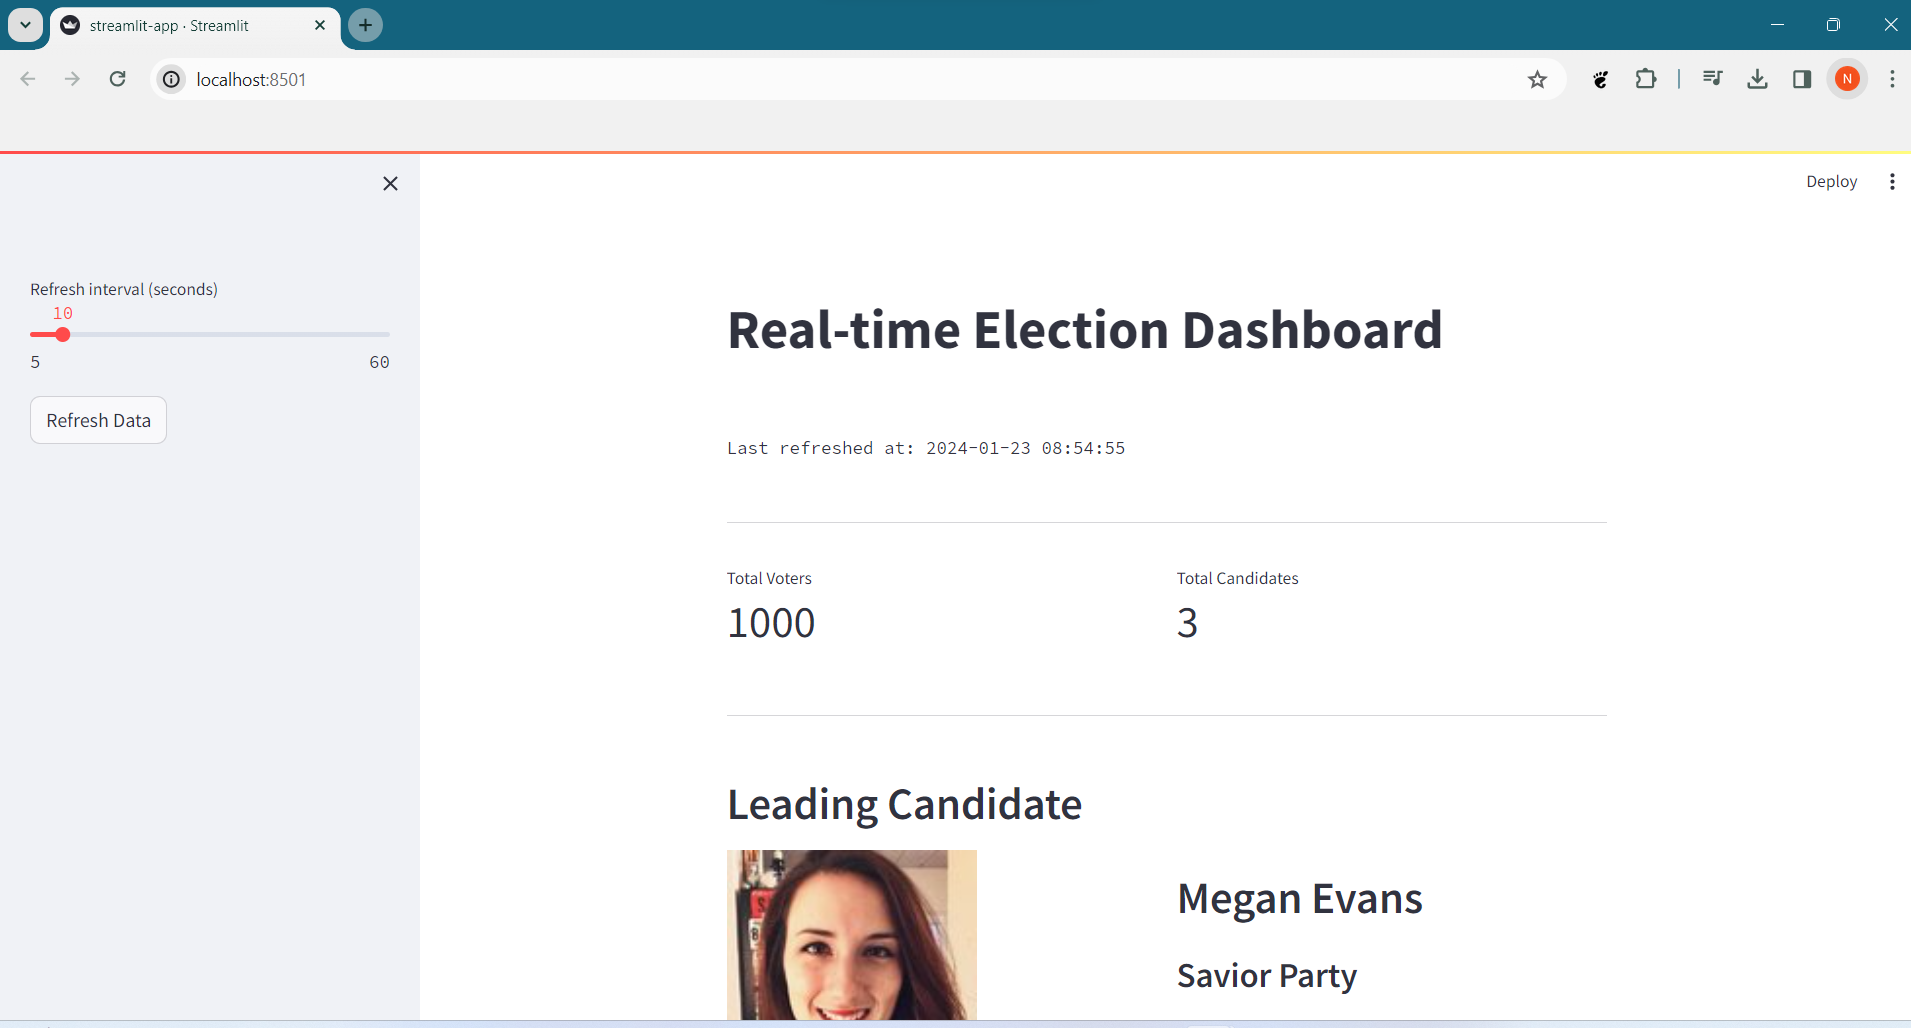 streamlit-app · Streamlit
localhost:8501
N
Deploy
Refresh interval (seconds)
10
5
60
Refresh Data
Real-time Election Dashboard
Last refreshed at: 2024-01-23 08:54:55
Total Voters
Total Candidates
1000
3
Leading Candidate
Megan Evans
Savior Party